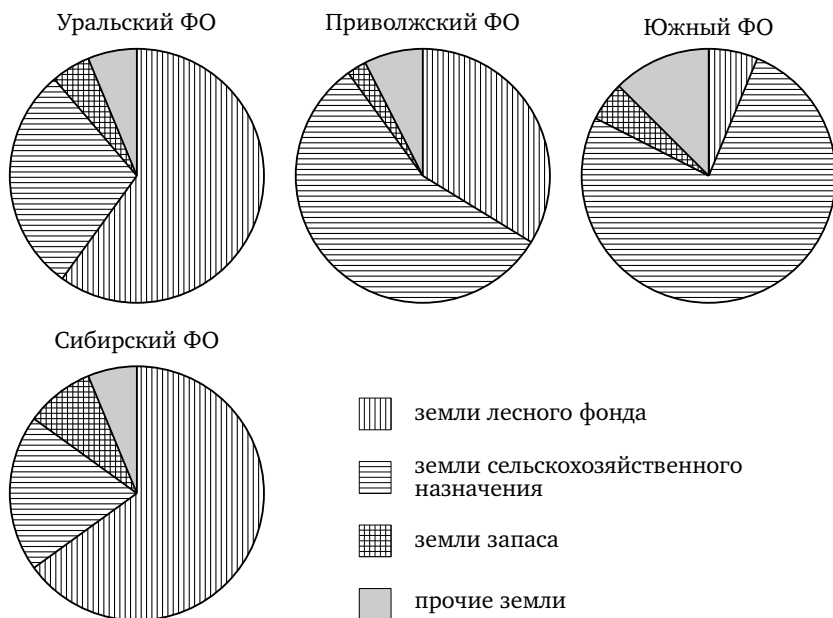 Уральский ФО
Приволжский ФО
Южный ФО
Сибирский ФО
земли лесного фонда
земли сельскохозяйственного
назначения
земли запаса
прочие земли